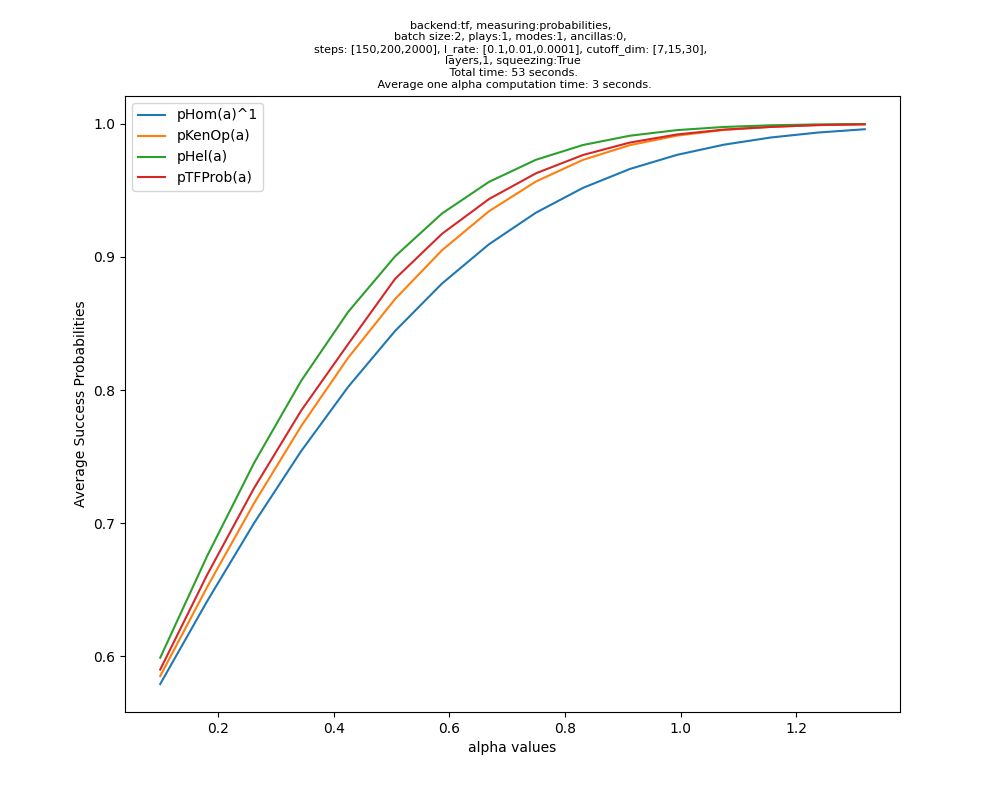 backend:tf, measuring:probabilities,
batch size:2, plays:1, modes:1, ancillas:0,
steps: [150,200,2000], l_rate: [0.1,0.01,0.0001], cutoff_dim: [7,15,30],
layers,1, squeezing:True
Total time: 53 seconds.
Average one alpha computation time: 3 seconds.
pHom(a)^1
pKenOp(a)
pHel(a)
pTFProb(a)
1.0
0.9
0.8
0.7
0.6
Average Success Probabilities
0.2 0.4 0.6 0.8 1.0 1.2
alpha values